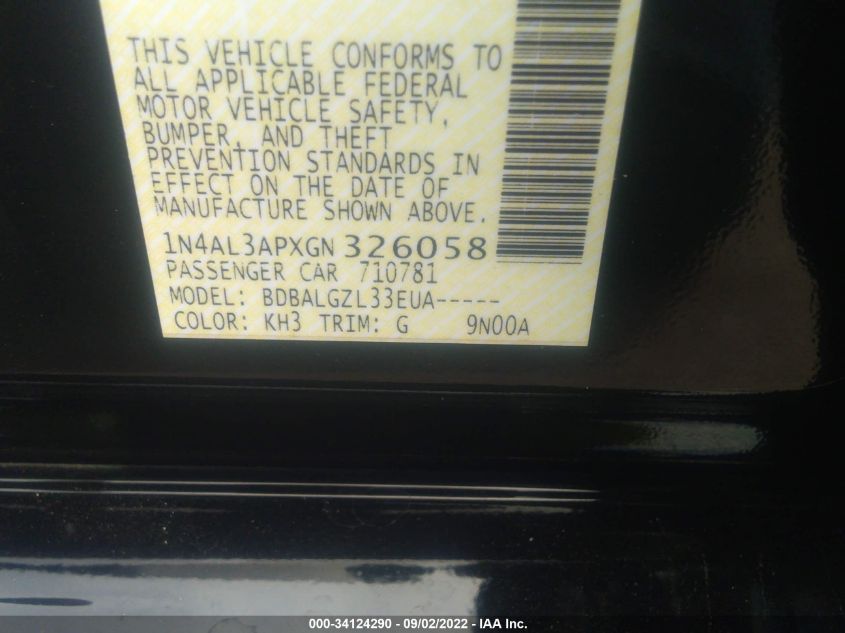 THIS VEHICLE CONFORMS TO
ALL APPLICABLE FEDERAL
MOTOR VEHICLE SAFETY,
BUMPER, AND THEFT
PREVENTION STANDARDS IN
EFFECT ON THE DATE OF
MANUFACTURE SHOWN ABOVE.
1N4AL3APXGN326058
PASSENGER CAR 710781
MODEL: BDBALGZL33EUA-----
COLOR: KH3 TRIM: G 9N00A
000-34124290 - 09/02/2022 - IAA Inc.